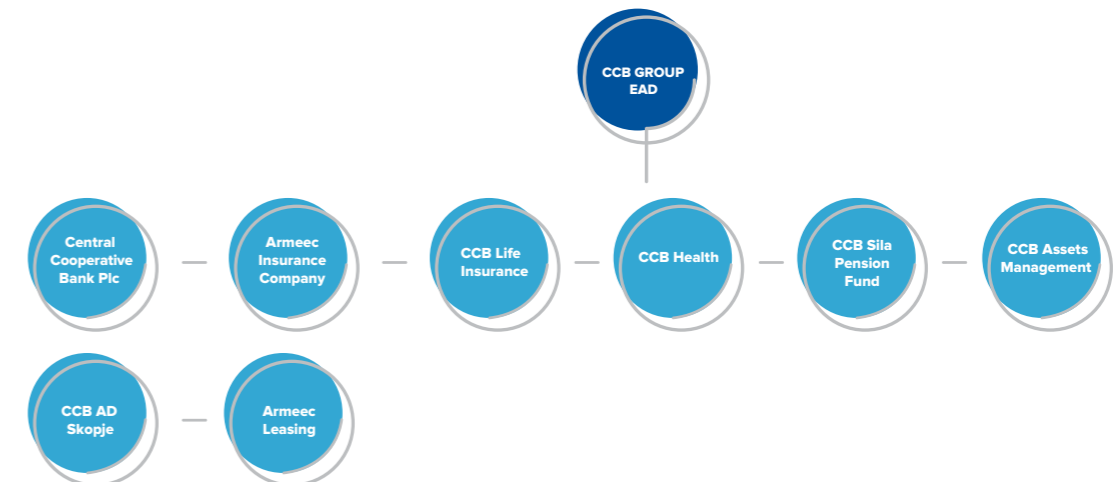 CCB GROUP
EAD
Central
Cooperative
Bank Plc
Armeec
Insurance
Company
CCB Life
Insurance
CCB Health
CCB Sila
Pension
Fund
CCB Assets
Management
CCB AD
Skopje
Armeec
Leasing